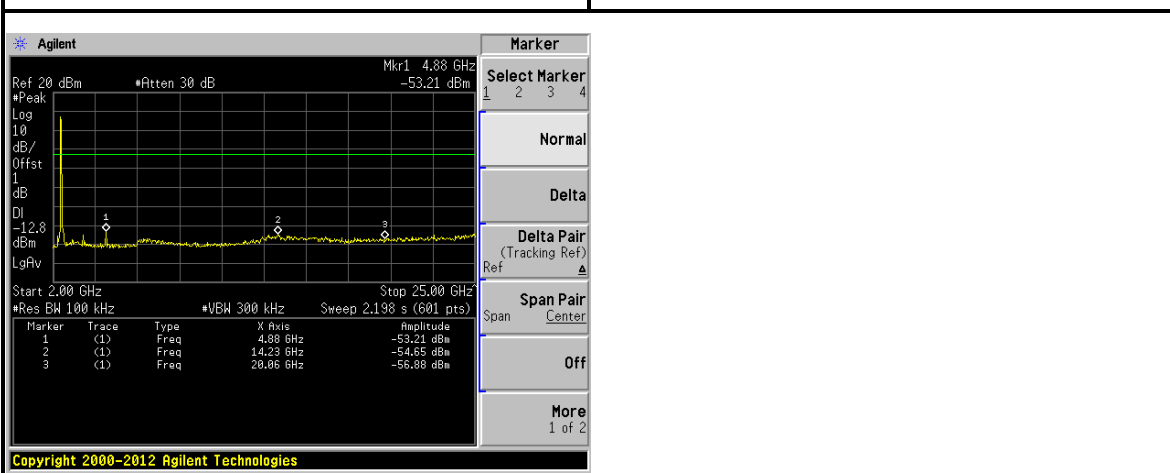 Agilent
Marker
Mkr1 4.88 GHz
Ref 20 dBm #Atten 30 dB -53.21 dBm
#Peak
Log
10
dB/
Offst
1
dB
DI
-12.8
dBm
LgAv
1
2
3
Start 2.00 GHz Stop 25.00 GHz^
#Res BW 100 kHz #VBW 300 kHz Sweep 2.198 s (601 pts)
Marker Trace Type X Axis Amplitude
1 (1) Freq 4.88 GHz -53.21 dBm
2 (1) Freq 14.23 GHz -54.65 dBm
3 (1) Freq 20.06 GHz -56.88 dBm
Select Marker
1 2 3 4
Normal
Delta
Delta Pair
(Tracking Ref)
Ref Δ
Span Pair
Span Center
Off
More
1 of 2
Copyright 2000-2012 Agilent Technologies